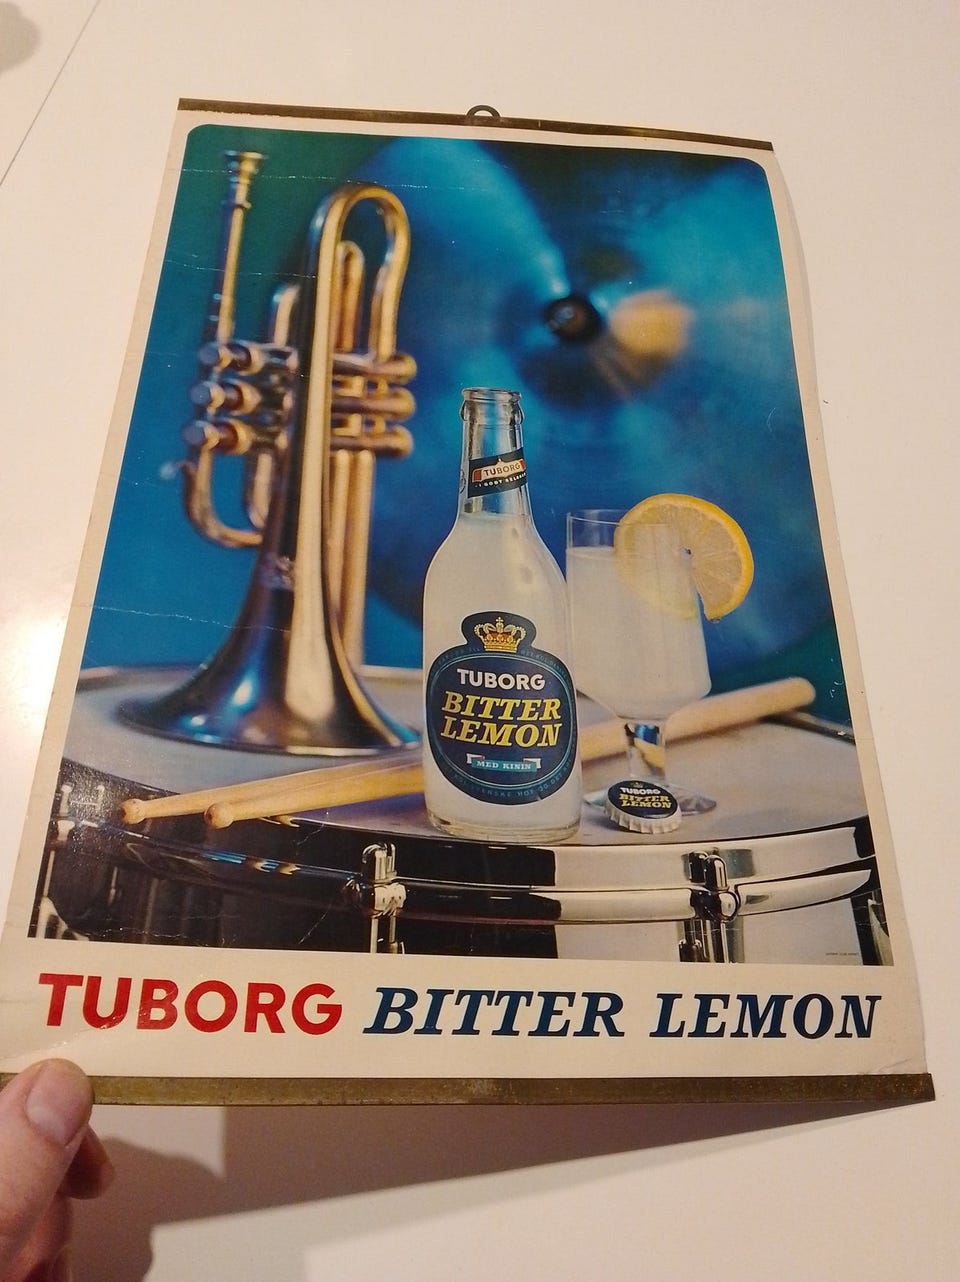 TUBORG
TUBORG
BITTER
LEMON
MED KININ
TUBORG
BITTER
LEMON
TUBORG BITTER LEMON